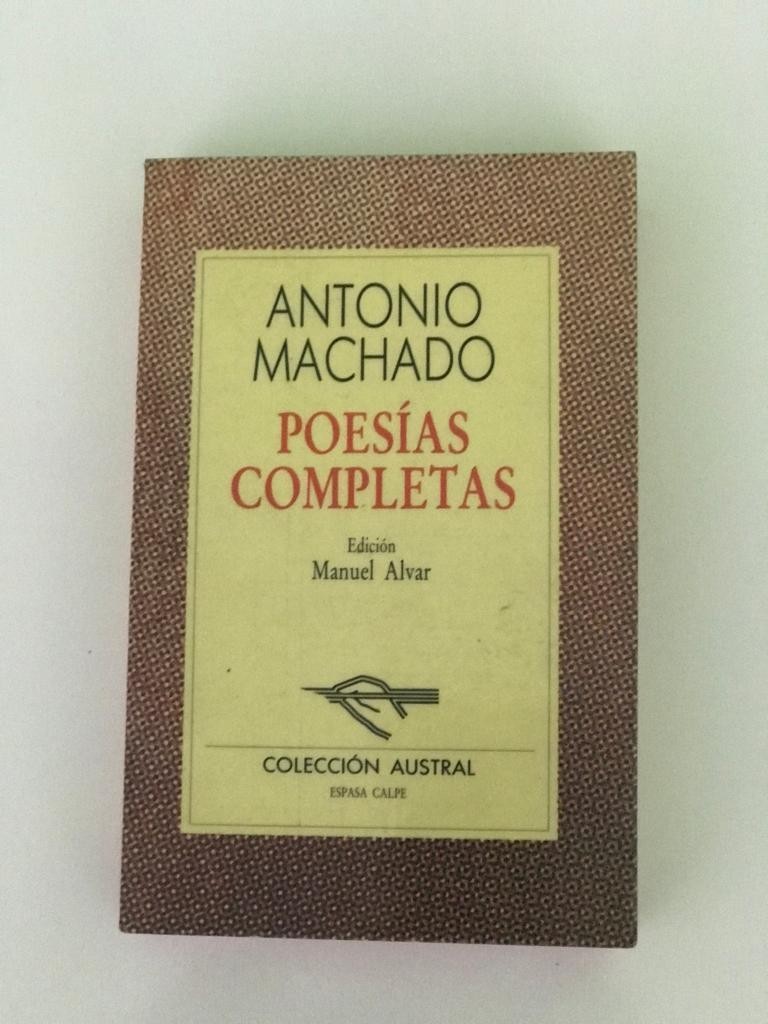 ANTONIO
MACHADO
POESÍAS
COMPLETAS
Edición
Manuel Alvar
COLECCIÓN AUSTRAL
ESPASA CALPE